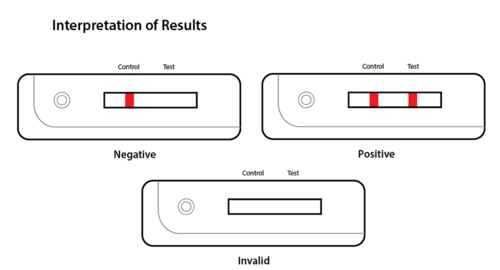 Interpretation of Results
Control Test
Control Test
Negative
Positive
Control Test
Invalid